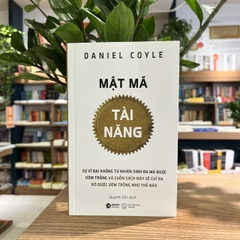 DANIEL COYLE
MẬT MÃ
TÀI
NĂNG
SỰ VĨ ĐẠI KHÔNG TỰ NHIÊN SINH RA MÀ ĐƯỢC
ƯƠM TRỒNG VÀ CUỐN SÁCH NÀY SẼ CHỈ RA
NÓ ĐƯỢC ƯƠM TRỒNG NHƯ THẾ NÀO